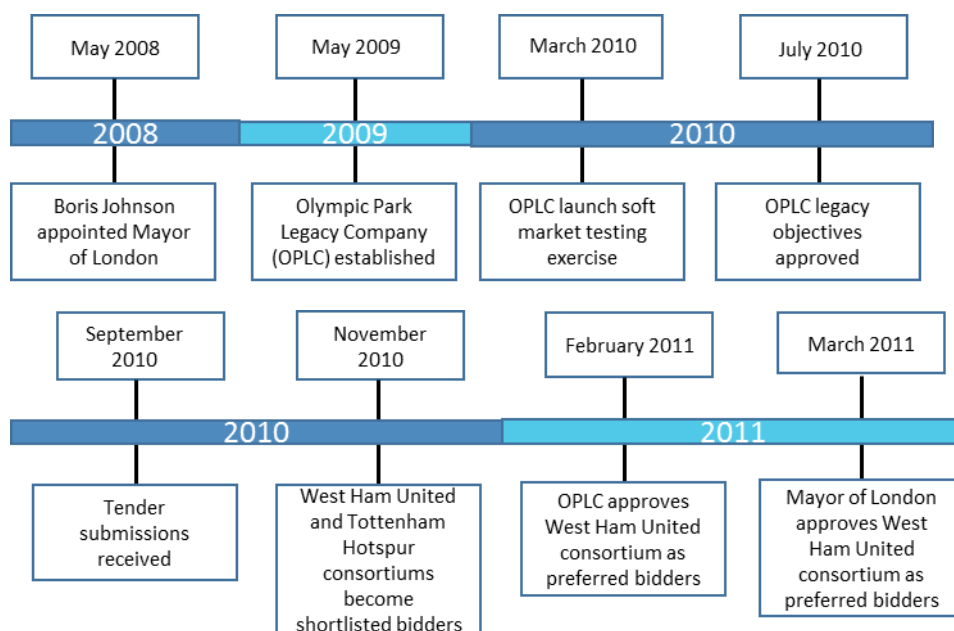 May 2008
May 2009
March 2010
July 2010
2008
2009
2010
Boris Johnson
appointed Mayor
of London
Olympic Park
Legacy Company
(OPLC) established
OPLC launch soft
market testing
exercise
OPLC legacy
objectives
approved
September
2010
November
2010
February 2011
March 2011
2010
2011
Tender
submissions
received
West Ham United
and Tottenham
Hotspur
consortiums
become
shortlisted bidders
OPLC approves
West Ham United
consortium as
preferred bidders
Mayor of London
approves West
Ham United
consortium as
preferred bidders